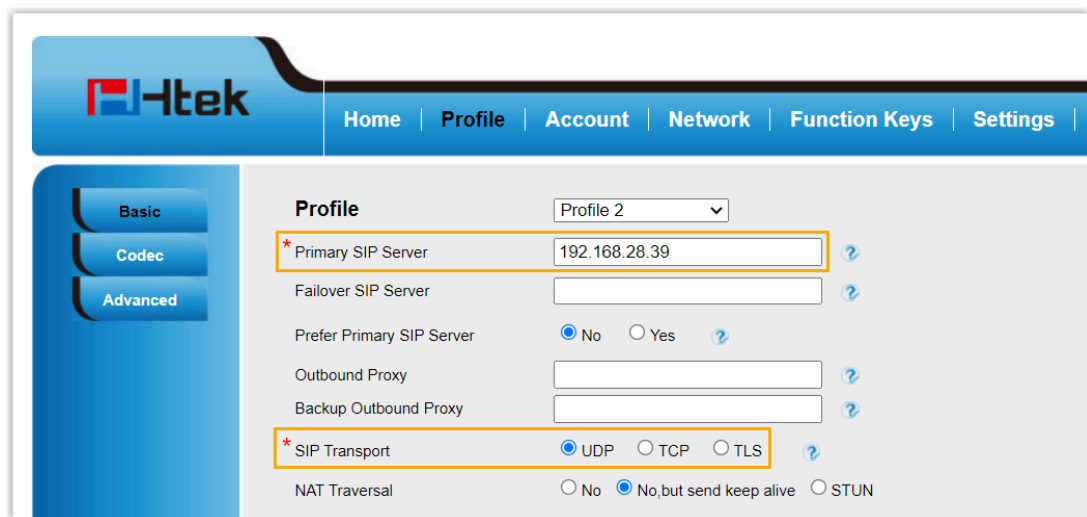 Htek
Home Profile Account Network Function Keys Settings
Basic
Codec
Advanced
Profile Profile 2
* Primary SIP Server 192.168.28.39 ?
Failover SIP Server ?
Prefer Primary SIP Server No Yes ?
Outbound Proxy ?
Backup Outbound Proxy ?
* SIP Transport UDP TCP TLS ?
NAT Traversal No No,but send keep alive STUN